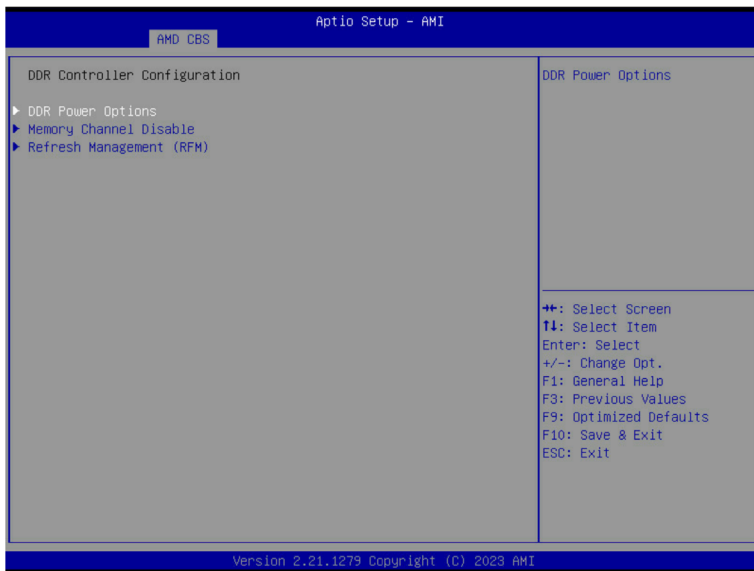 Aptio Setup – AMI
AMD CBS
DDR Controller Configuration
DDR Power Options
Memory Channel Disable
Refresh Management (RFM)
DDR Power Options
→←: Select Screen
↑↓: Select Item
Enter: Select
+/-: Change Opt.
F1: General Help
F3: Previous Values
F9: Optimized Defaults
F10: Save & Exit
ESC: Exit
Version 2.21.1279 Copyright (C) 2023 AMI